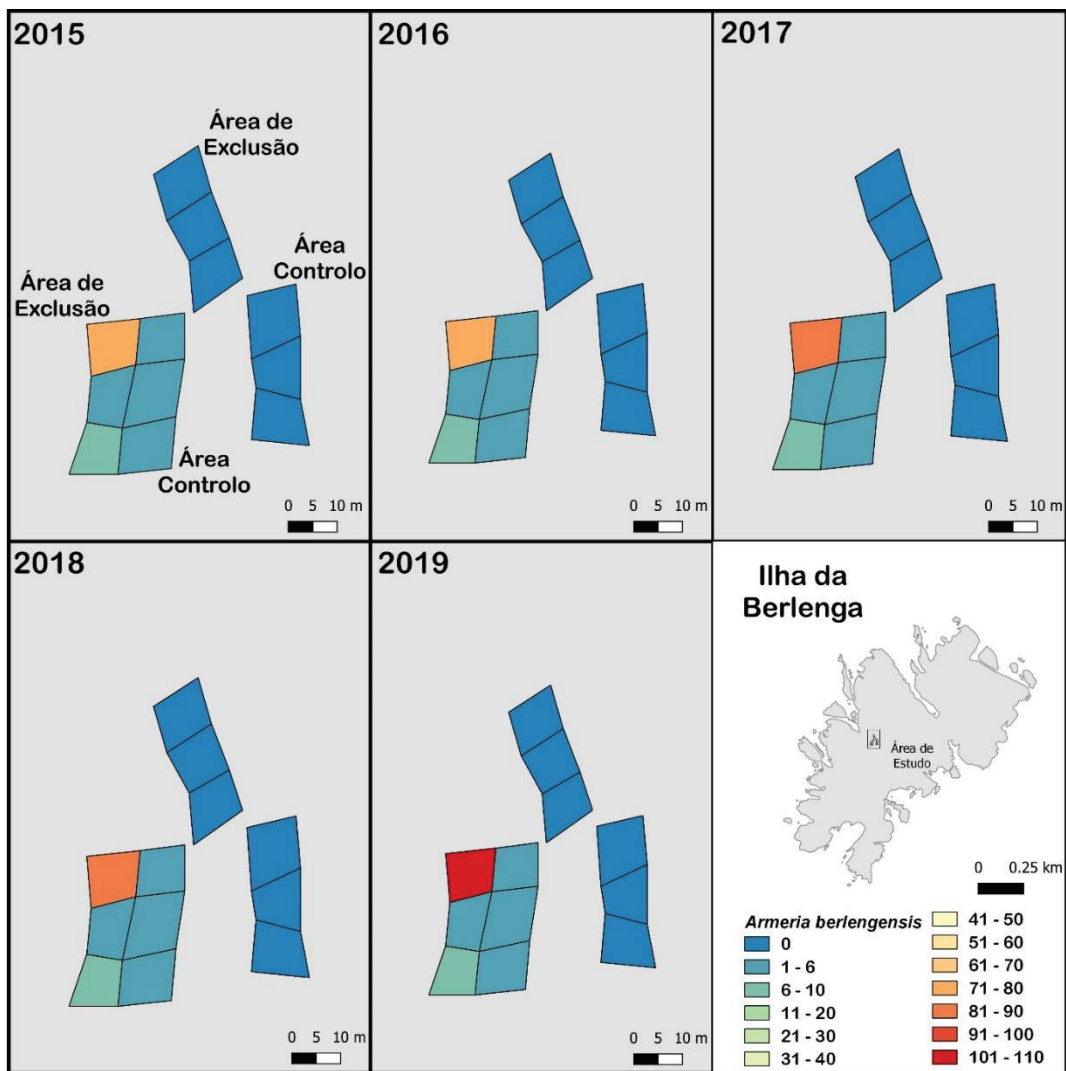 2015
Área de
Exclusão
Área
Controlo
Área de
Exclusão
Área
Controlo
0 5 10 m
2016
0 5 10 m
2017
0 5 10 m
2018
0 5 10 m
2019
0 5 10 m
Ilha da
Berlenga
Área de
Estudo
0 0.25 km
Armeria berlengensis
0
1 - 6
6 - 10
11 - 20
21 - 30
31 - 40
41 - 50
51 - 60
61 - 70
71 - 80
81 - 90
91 - 100
101 - 110